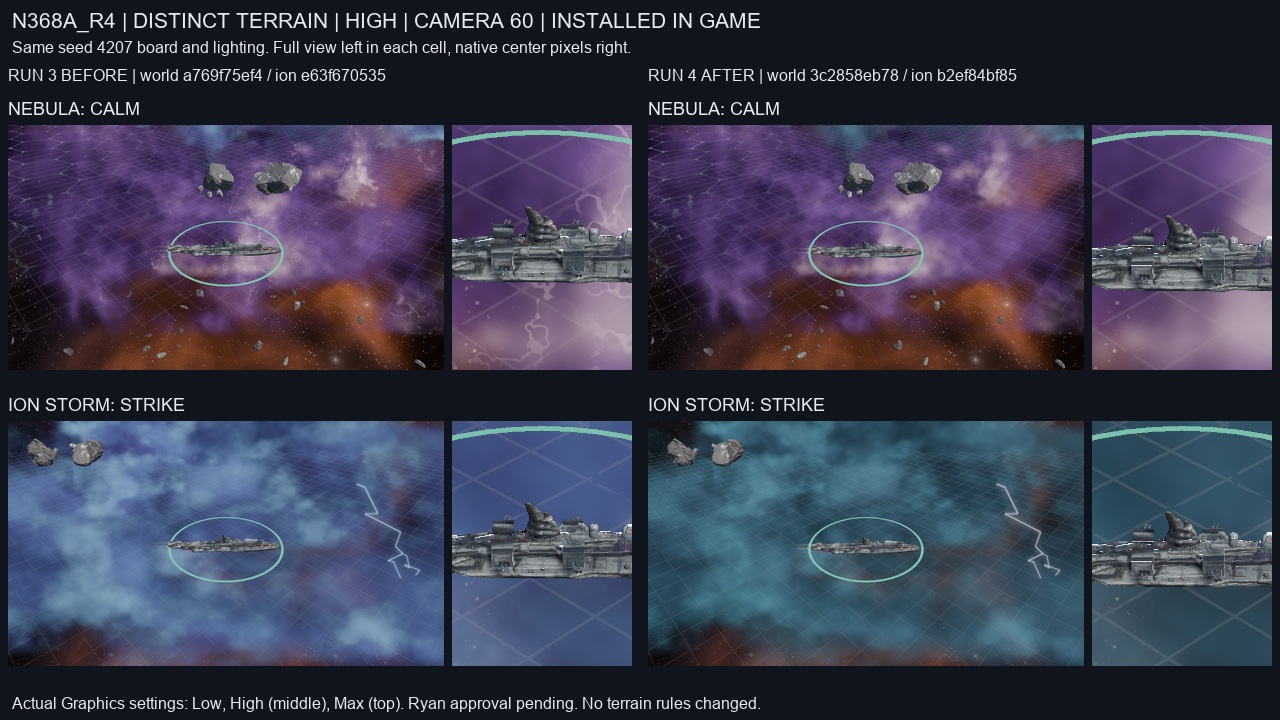 N368A_R4 | DISTINCT TERRAIN | HIGH | CAMERA 60 | INSTALLED IN GAME
Same seed 4207 board and lighting. Full view left in each cell, native center pixels right.
RUN 3 BEFORE | world a769f75ef4 / ion e63f670535
RUN 4 AFTER | world 3c2858eb78 / ion b2ef84bf85
NEBULA: CALM
NEBULA: CALM
ION STORM: STRIKE
ION STORM: STRIKE
Actual Graphics settings: Low, High (middle), Max (top). Ryan approval pending. No terrain rules changed.